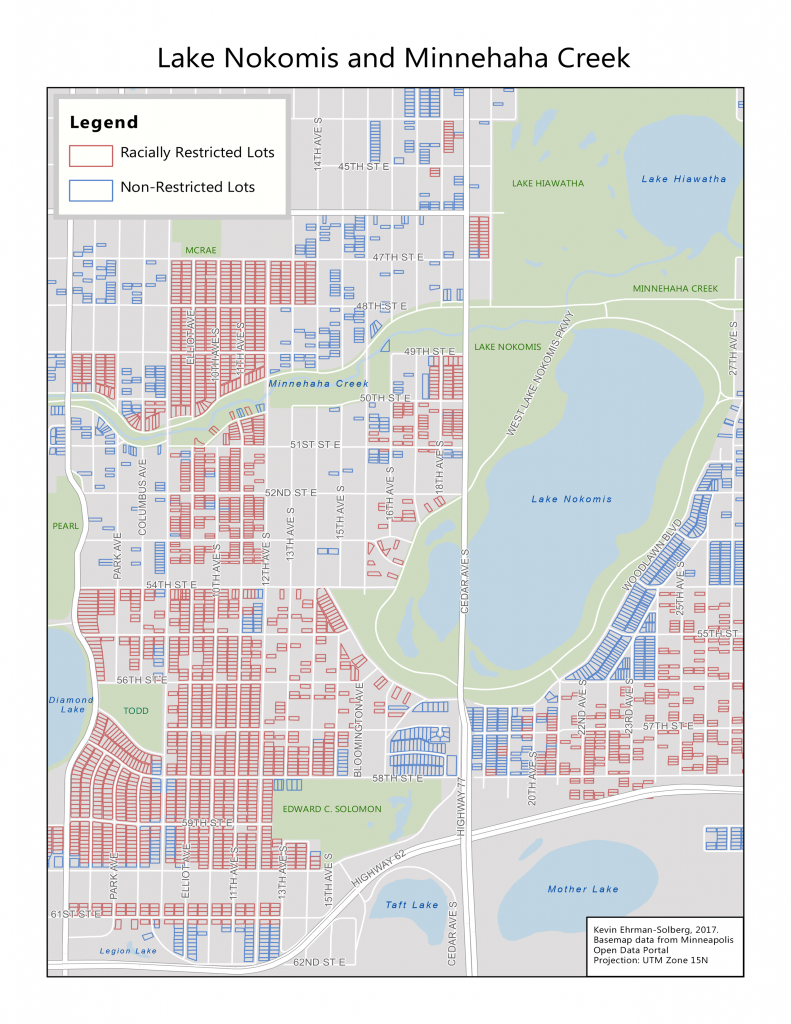 Lake Nokomis and Minnehaha Creek
Legend
Racially Restricted Lots
Non-Restricted Lots
14TH AVE S
45TH ST E
LAKE HIAWATHA
Lake Hiawatha
MCRAE
47TH ST E
MINNEHAHA CREEK
48TH ST E
ELLIOT AVE
10TH AVE S
11TH AVE S
49TH ST E
LAKE NOKOMIS
WEST LAKE NOKOMIS PKWY
27TH AVE S
Minnehaha Creek
50TH ST E
51ST ST E
18TH AVE S
COLUMBUS AVE
52ND ST E
15TH AVE S
16TH AVE S
Lake Nokomis
PEARL
PARK AVE
13TH AVE S
12TH AVE S
10TH AVE S
WOODLAWN BLVD
CEDAR AVE S
54TH ST E
25TH AVE S
55TH ST
56TH ST E
Diamond
Lake
TODD
BLOOMINGTON AVE
22ND AVE S
23RD AVE S
57TH ST E
58TH ST E
20TH AVE S
HIGHWAY 77
EDWARD C. SOLOMON
59TH ST E
PARK AVE
ELLIOT AVE
11TH AVE S
13TH AVE S
15TH AVE S
HIGHWAY 62
Mother Lake
Taft Lake
61ST ST E
CEDAR AVE S
Legion Lake
62ND ST E
Kevin Ehrman-Solberg, 2017.
Basemap data from Minneapolis
Open Data Portal
Projection: UTM Zone 15N